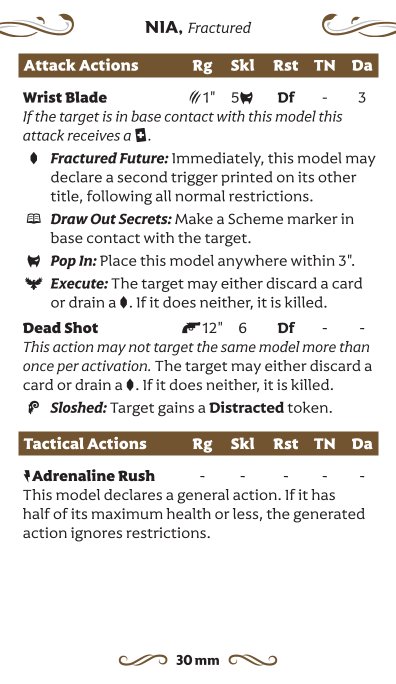 NIA, Fractured
Attack Actions Rg Skl Rst TN Da
Wrist Blade 1" 5 Df - 3
If the target is in base contact with this model this
attack receives a .
Fractured Future: Immediately, this model may
declare a second trigger printed on its other
title, following all normal restrictions.
Draw Out Secrets: Make a Scheme marker in
base contact with the target.
Pop In: Place this model anywhere within 3".
Execute: The target may either discard a card
or drain a . If it does neither, it is killed.
Dead Shot 12" 6 Df - -
This action may not target the same model more than
once per activation. The target may either discard a
card or drain a . If it does neither, it is killed.
Sloshed: Target gains a Distracted token.
Tactical Actions Rg Skl Rst TN Da
Adrenaline Rush - - - - -
This model declares a general action. If it has
half of its maximum health or less, the generated
action ignores restrictions.
30 mm